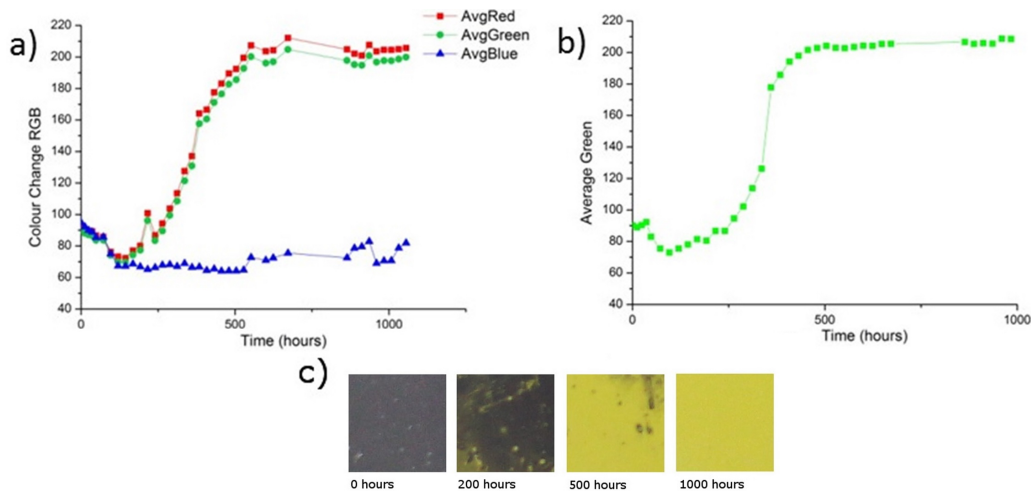 a)
AvgRed
AvgGreen
AvgBlue
Colour Change RGB
220
200
180
160
140
120
100
80
60
40
0
500
1000
Time (hours)
b)
Average Green
220
200
180
160
140
120
100
80
60
40
0
500
1000
Time (hours)
c)
0 hours
200 hours
500 hours
1000 hours